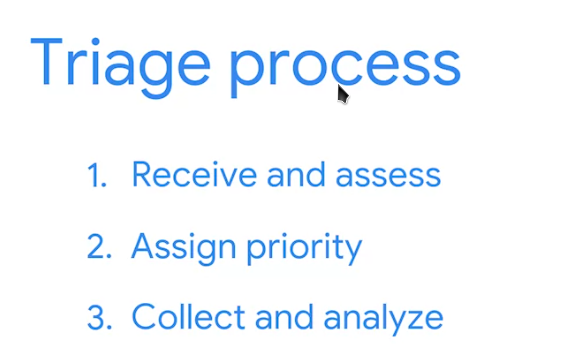 Triage process
1. Receive and assess
2. Assign priority
3. Collect and analyze